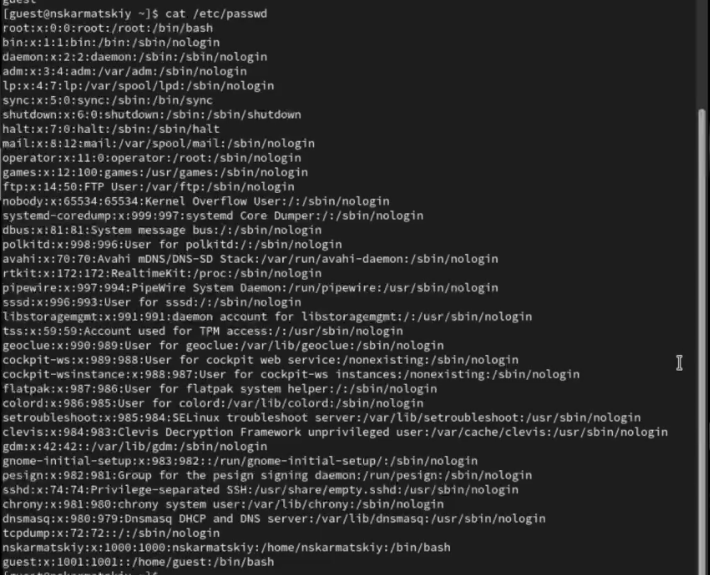 guest
[guest@nskarmatskiy ~]$ cat /etc/passwd
root:x:0:0:root:/root:/bin/bash
bin:x:1:1:bin:/bin:/sbin/nologin
daemon:x:2:2:daemon:/sbin:/sbin/nologin
adm:x:3:4:adm:/var/adm:/sbin/nologin
lp:x:4:7:lp:/var/spool/lpd:/sbin/nologin
sync:x:5:0:sync:/sbin:/bin/sync
shutdown:x:6:0:shutdown:/sbin:/sbin/shutdown
halt:x:7:0:halt:/sbin:/sbin/halt
mail:x:8:12:mail:/var/spool/mail:/sbin/nologin
operator:x:11:0:operator:/root:/sbin/nologin
games:x:12:100:games:/usr/games:/sbin/nologin
ftp:x:14:50:FTP User:/var/ftp:/sbin/nologin
nobody:x:65534:65534:Kernel Overflow User:/:/sbin/nologin
systemd-coredump:x:999:997:systemd Core Dumper:/:/sbin/nologin
dbus:x:81:81:System message bus:/:/sbin/nologin
polkitd:x:998:996:User for polkitd:/:/sbin/nologin
avahi:x:70:70:Avahi mDNS/DNS-SD Stack:/var/run/avahi-daemon:/sbin/nologin
rtkit:x:172:172:RealtimeKit:/proc:/sbin/nologin
pipewire:x:997:994:PipeWire System Daemon:/run/pipewire:/usr/sbin/nologin
sssd:x:996:993:User for sssd:/:/sbin/nologin
libstoragemgmt:x:991:991:daemon account for libstoragemgmt:/:/usr/sbin/nologin
tss:x:59:59:Account used for TPM access:/:/usr/sbin/nologin
geoclue:x:990:989:User for geoclue:/var/lib/geoclue:/sbin/nologin
cockpit-ws:x:989:988:User for cockpit web service:/nonexisting:/sbin/nologin
cockpit-wsinstance:x:988:987:User for cockpit-ws instances:/nonexisting:/sbin/nologin
flatpak:x:987:986:User for flatpak system helper:/:/sbin/nologin
colord:x:986:985:User for colord:/var/lib/colord:/sbin/nologin
setroubleshoot:x:985:984:SELinux troubleshoot server:/var/lib/setroubleshoot:/usr/sbin/nologin
clevis:x:984:983:Clevis Decryption Framework unprivileged user:/var/cache/clevis:/usr/sbin/nologin
gdm:x:42:42::/var/lib/gdm:/sbin/nologin
gnome-initial-setup:x:983:982::/run/gnome-initial-setup/:/sbin/nologin
pesign:x:982:981:Group for the pesign signing daemon:/run/pesign:/sbin/nologin
sshd:x:74:74:Privilege-separated SSH:/usr/share/empty.sshd:/usr/sbin/nologin
chrony:x:981:980:chrony system user:/var/lib/chrony:/sbin/nologin
dnsmasq:x:980:979:Dnsmasq DHCP and DNS server:/var/lib/dnsmasq:/usr/sbin/nologin
tcpdump:x:72:72::/:/sbin/nologin
nskarmatskiy:x:1000:1000:nskarmatskiy:/home/nskarmatskiy:/bin/bash
guest:x:1001:1001::/home/guest:/bin/bash